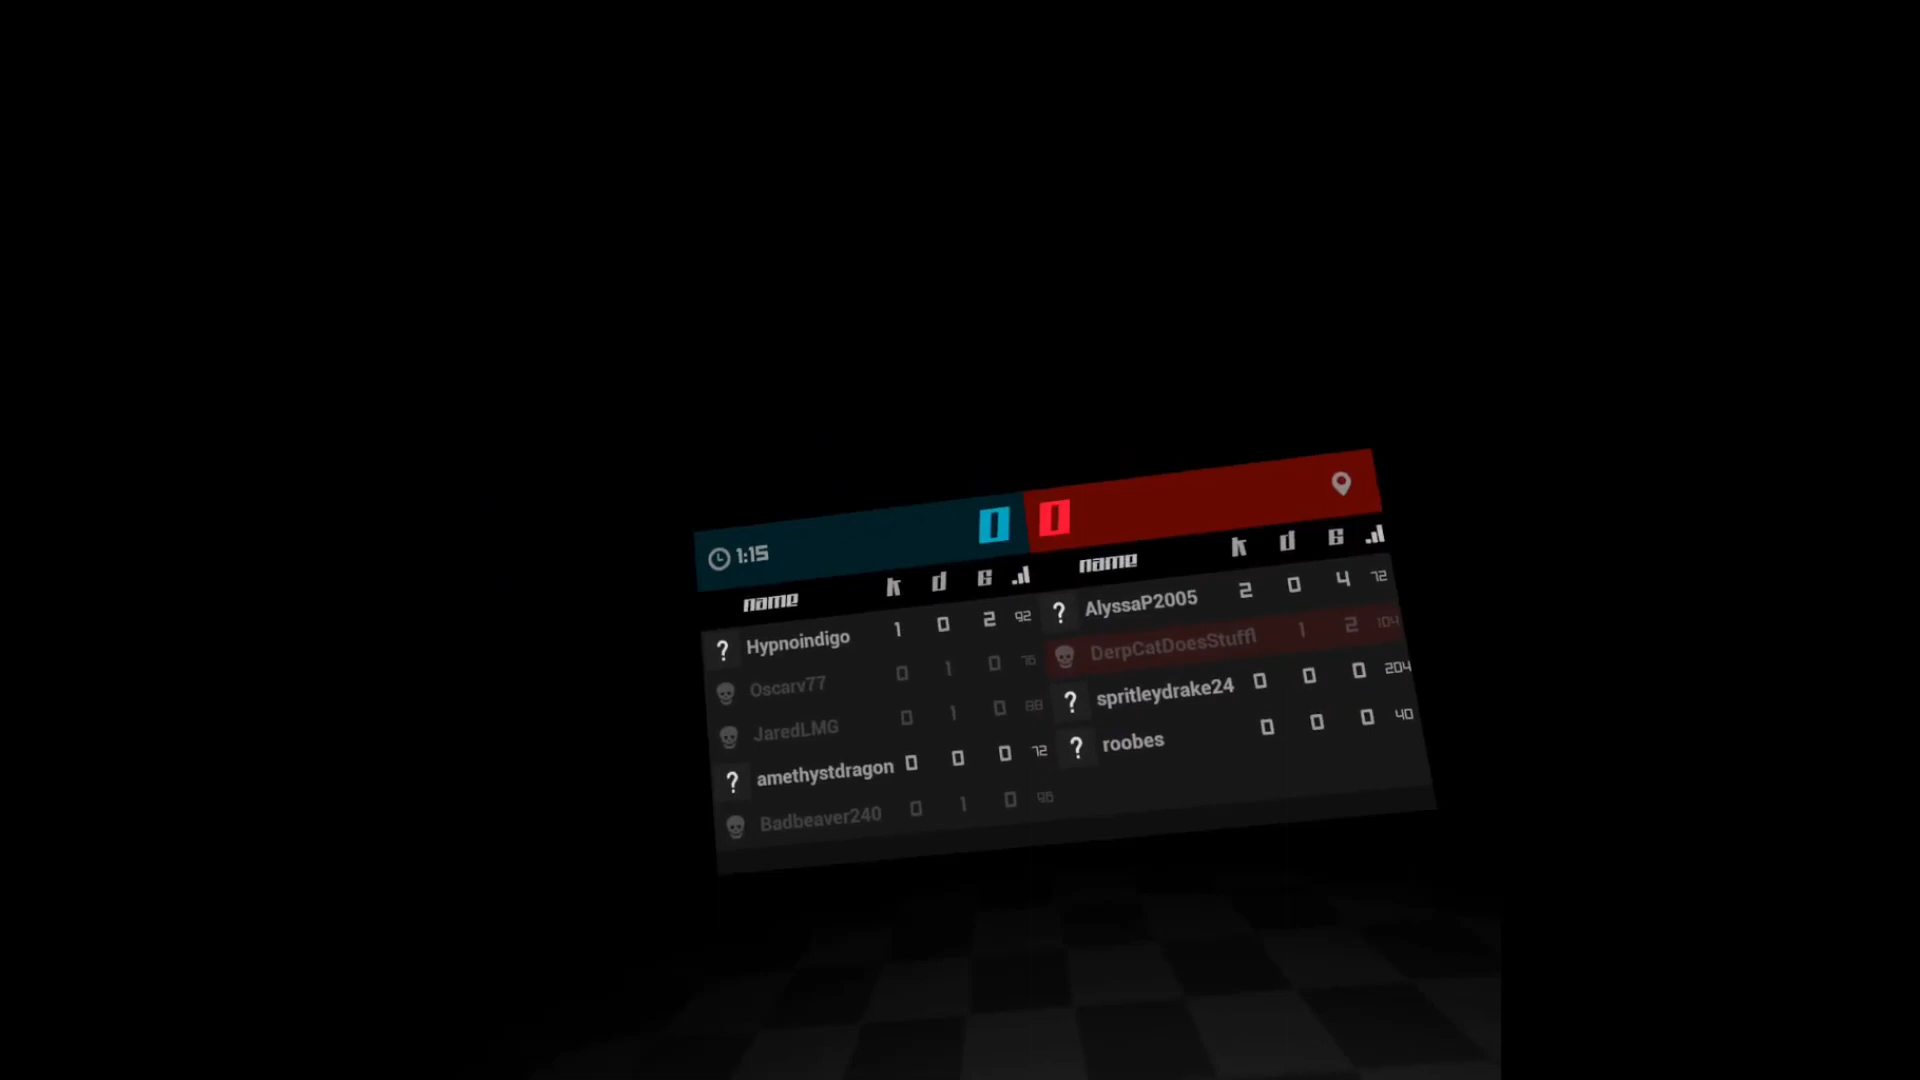 1:15 0 0
name k d G
Hypnoindigo 1 0 2 92
Oscarv77 0 1 0 76
JaredLMG 0 1 0 88
? amethystdragon 0 0 0 72
Badbeaver240 0 1 0 96
name k d G
? AlyssaP2005 2 0 4 72
DerpCatDoesStuffl 1 2 104
? spritleydrake24 0 0 0 204
? roobes 0 0 0 40